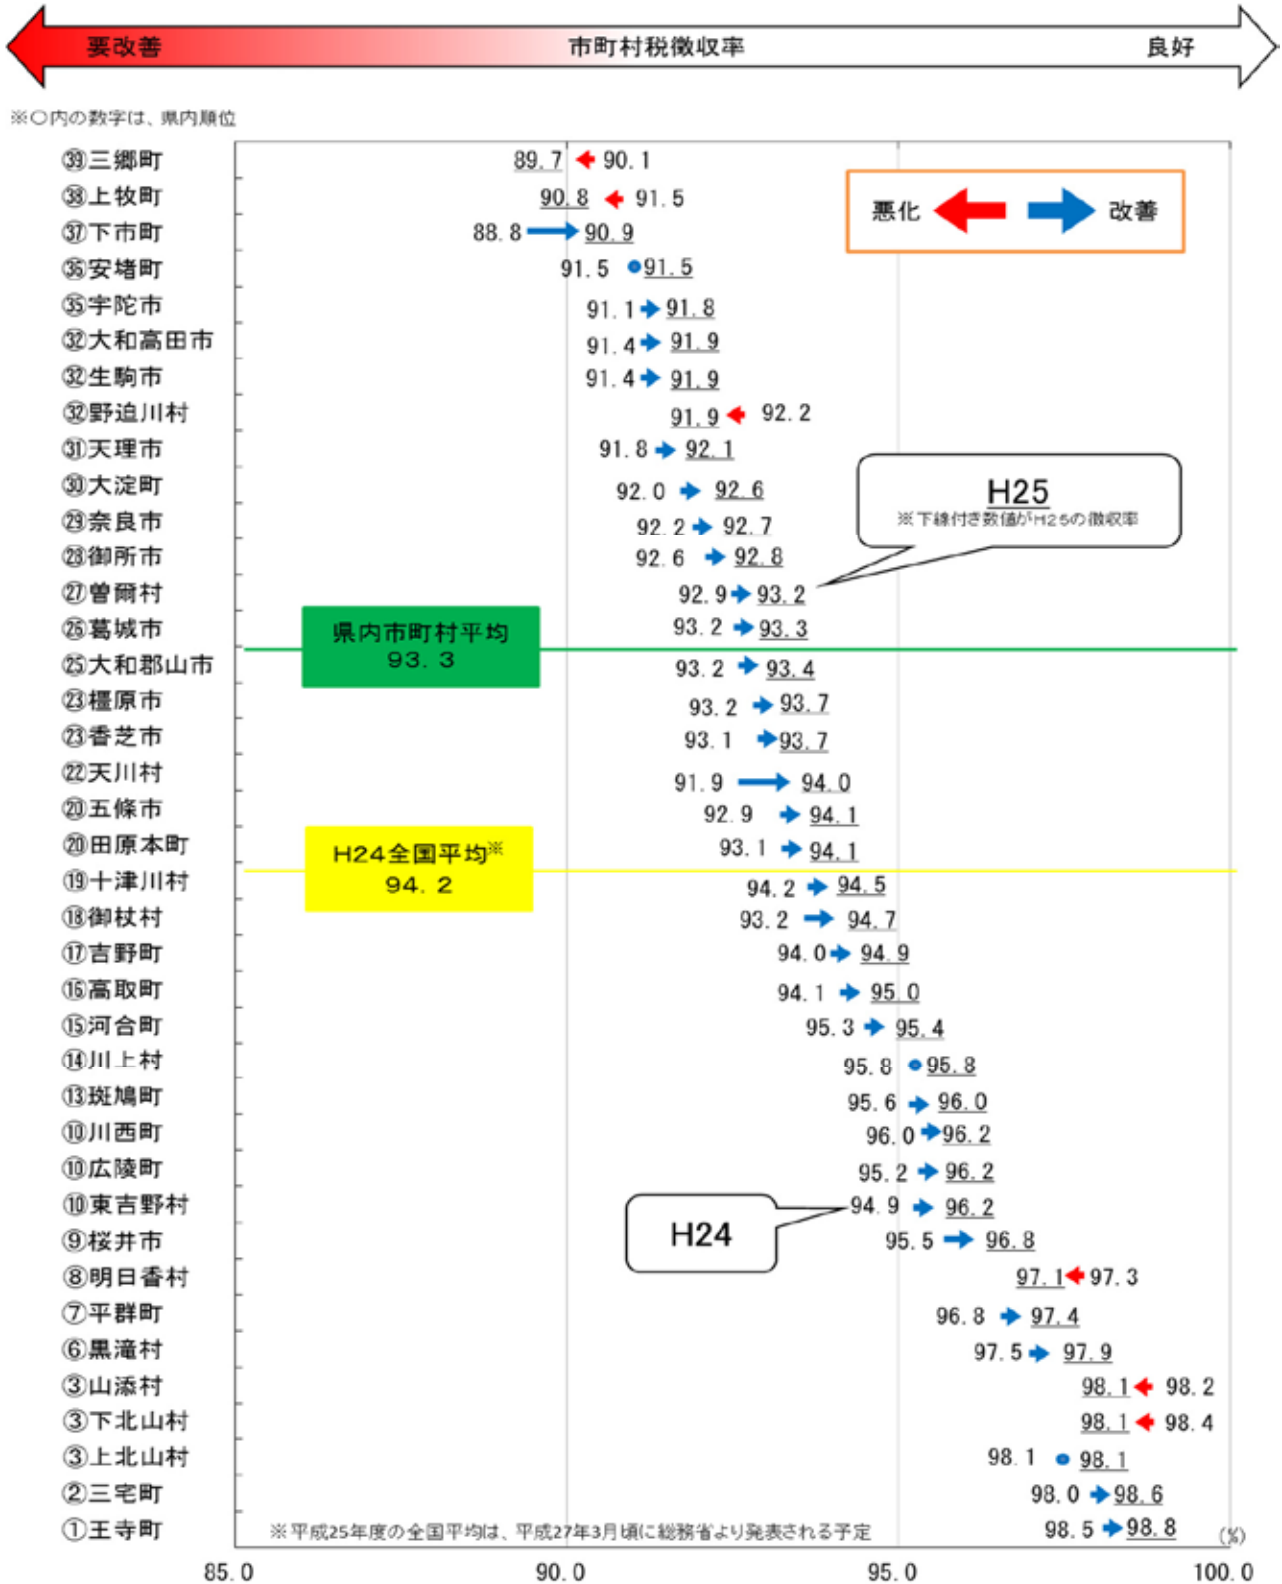 要改善 市町村税徴収率 良好
※○内の数字は、県内順位
㊴三郷町 89.7 90.1
㊳上牧町 90.8 91.5
悪化 改善
㊲下市町 88.8 90.9
㊱安堵町 91.5 91.5
㉟宇陀市 91.1 91.8
㉜大和高田市 91.4 91.9
㉜生駒市 91.4 91.9
㉜野迫川村 91.9 92.2
㉛天理市 91.8 92.1
㉚大淀町 92.0 92.6
H25
※下線付き数値がH25の徴収率
㉙奈良市 92.2 92.7
㉘御所市 92.6 92.8
㉗曽爾村 92.9 93.2
㉖葛城市 93.2 93.3
県内市町村平均
93.3
㉕大和郡山市 93.2 93.4
㉓橿原市 93.2 93.7
㉓香芝市 93.1 93.7
㉒天川村 91.9 94.0
⑳五條市 92.9 94.1
⑳田原本町 93.1 94.1
H24全国平均※
94.2
⑲十津川村 94.2 94.5
⑱御杖村 93.2 94.7
⑰吉野町 94.0 94.9
⑯高取町 94.1 95.0
⑮河合町 95.3 95.4
⑭川上村 95.8 95.8
⑬斑鳩町 95.6 96.0
⑩川西町 96.0 96.2
⑩広陵町 95.2 96.2
⑩東吉野村 94.9 96.2
H24
⑨桜井市 95.5 96.8
⑧明日香村 97.1 97.3
⑦平群町 96.8 97.4
⑥黒滝村 97.5 97.9
③山添村 98.1 98.2
③下北山村 98.1 98.4
③上北山村 98.1 98.1
②三宅町 98.0 98.6
①王寺町 98.5 98.8
※平成25年度の全国平均は、平成27年3月頃に総務省より発表される予定
(%)
85.0 90.0 95.0 100.0